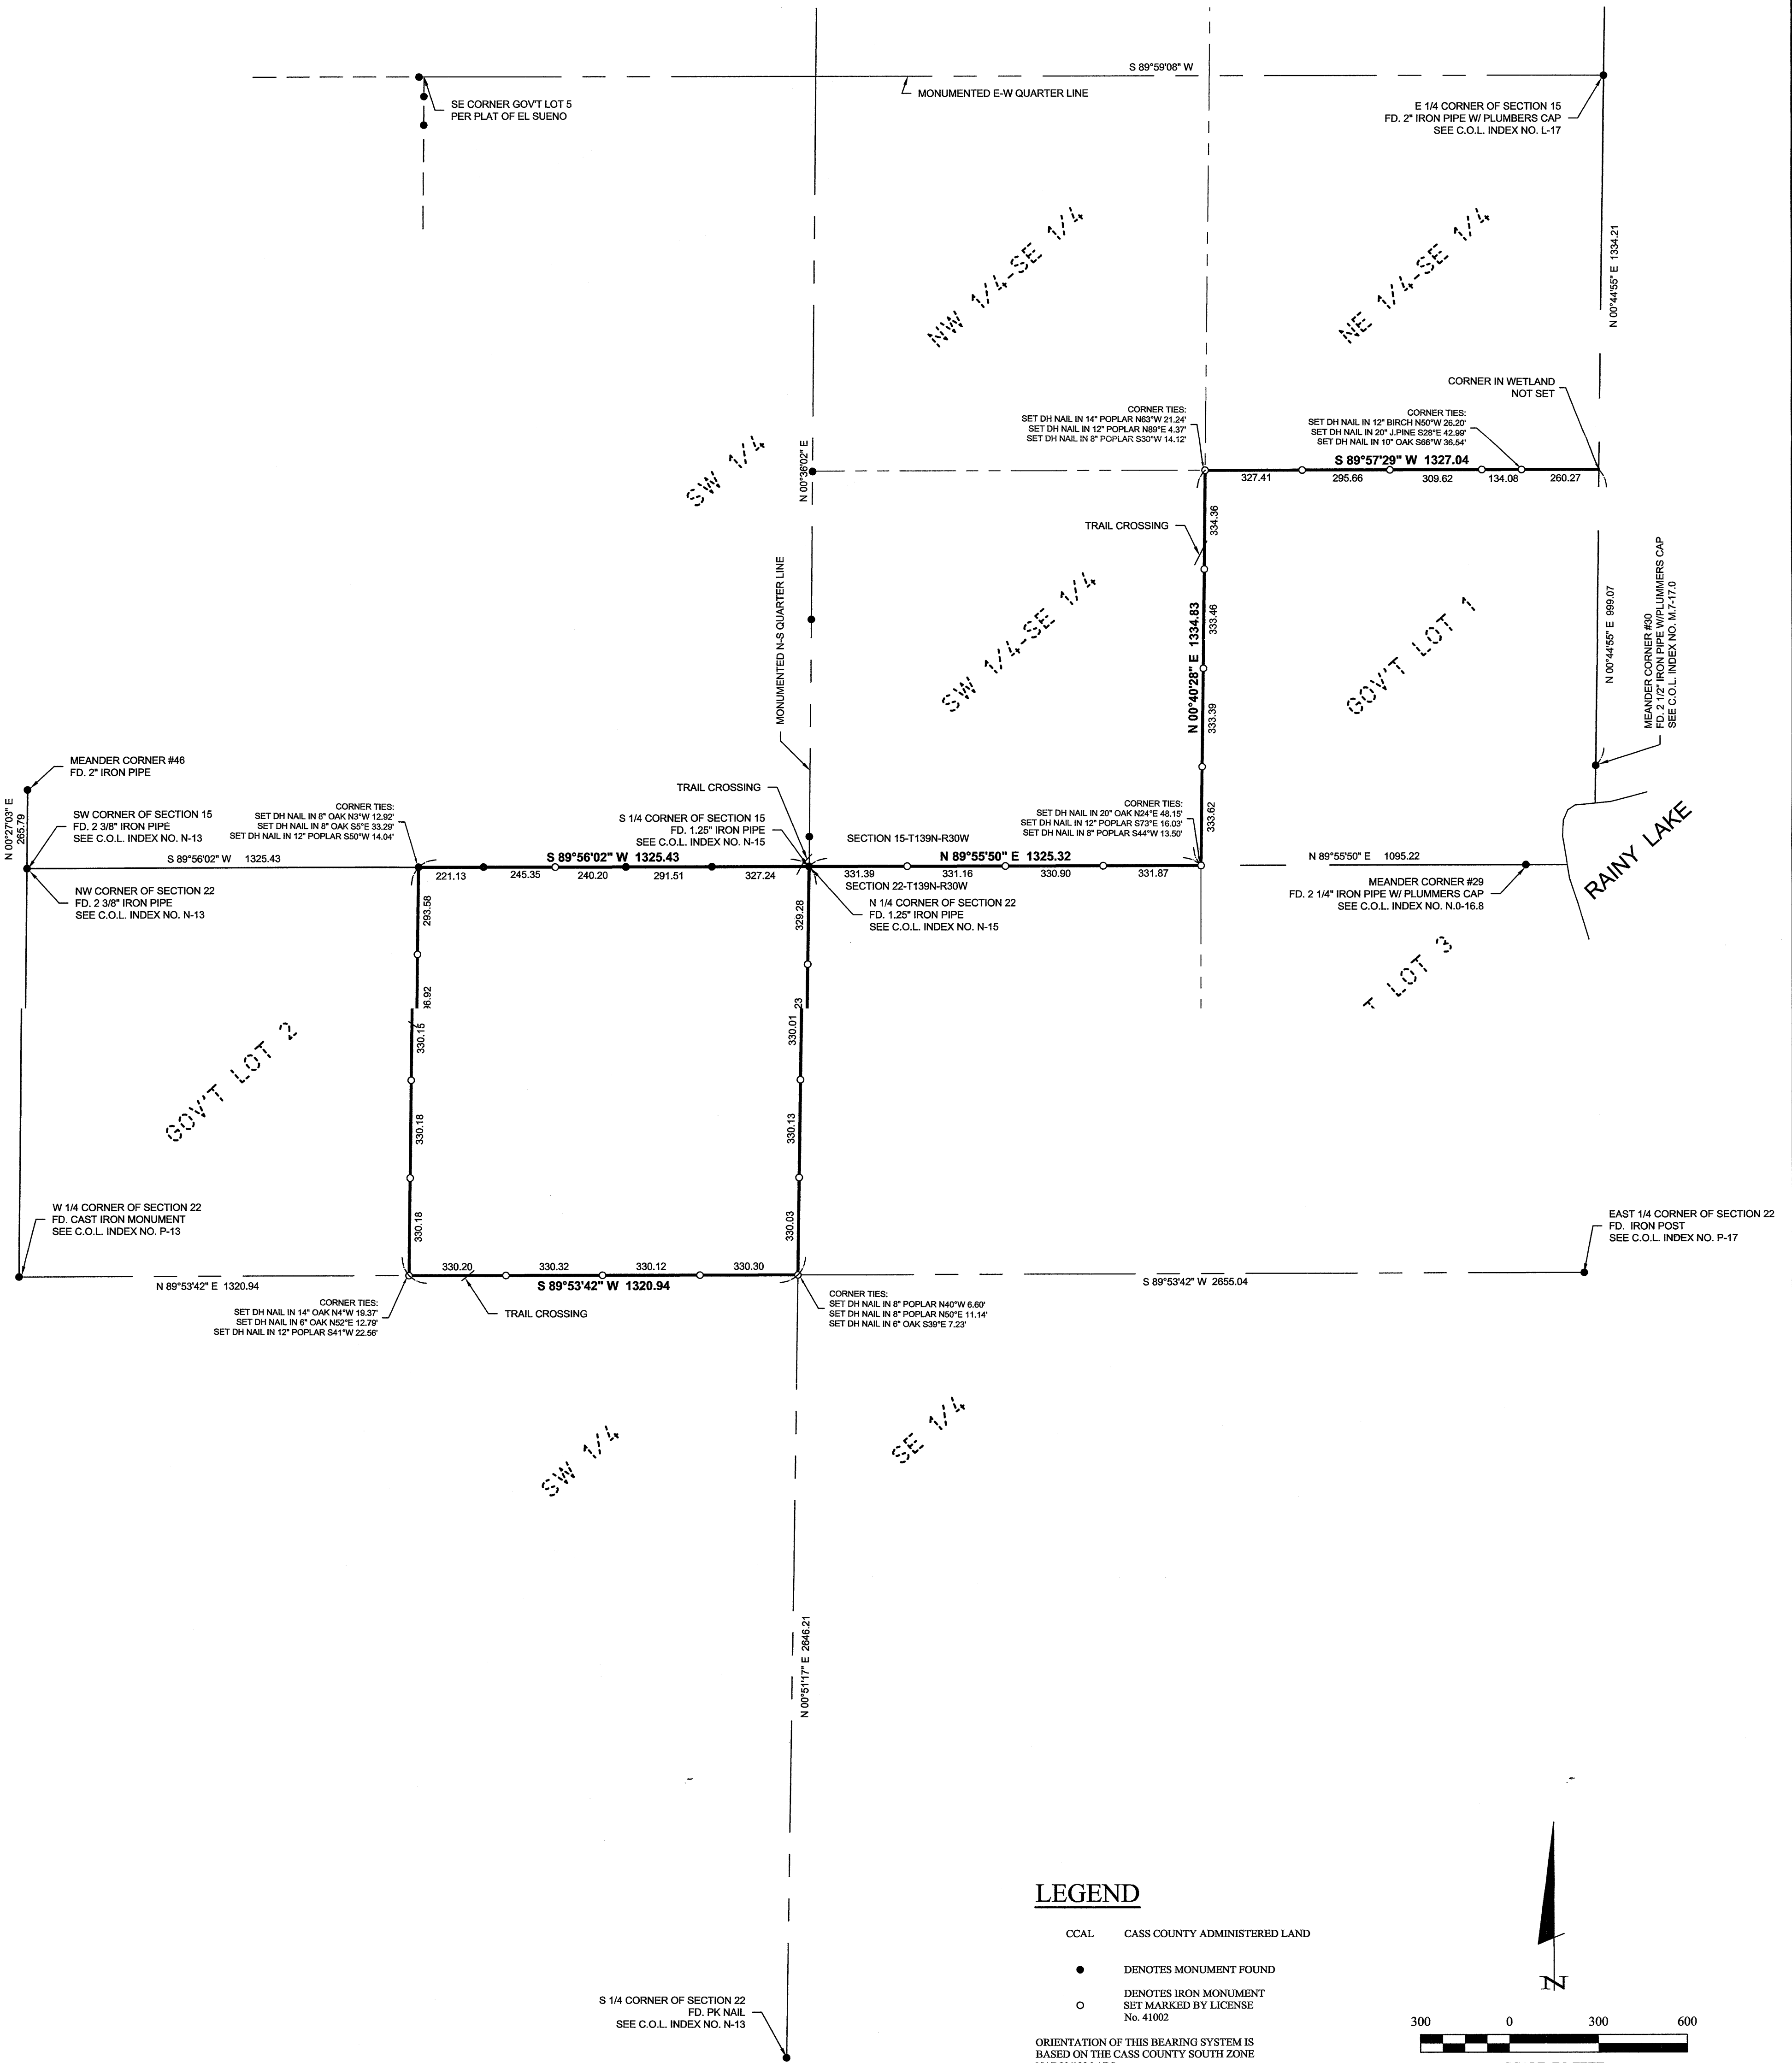 S 89°59'08" W
MONUMENTED E-W QUARTER LINE
SE CORNER GOV'T LOT 5
PER PLAT OF EL SUENO
E 1/4 CORNER OF SECTION 15
FD. 2" IRON PIPE W/ PLUMBERS CAP
SEE C.O.L. INDEX NO. L-17
NW 1/4-SE 1/4
NE 1/4-SE 1/4
N 00°44'55" E 1334.21
CORNER IN WETLAND
NOT SET
CORNER TIES:
SET DH NAIL IN 14" POPLAR N63°W 21.24'
SET DH NAIL IN 12" POPLAR N89°E 4.37'
SET DH NAIL IN 8" POPLAR S30°W 14.12'
CORNER TIES:
SET DH NAIL IN 12" BIRCH N50°W 26.20'
SET DH NAIL IN 20" J.PINE S28°E 42.99'
SET DH NAIL IN 10" OAK S66°W 36.54'
S 89°57'29" W 1327.04
327.41 295.66 309.62 134.08 260.27
SW 1/4
N 00°36'02" E
TRAIL CROSSING
334.36
333.46
N 00°40'28" E 1334.83
333.39
333.62
SW 1/4-SE 1/4
GOV'T LOT 1
N 00°44'55" E 999.07
MEANDER CORNER #30
FD. 2 1/2" IRON PIPE W/PLUMMERS CAP
SEE C.O.L. INDEX NO. M.7-17.0
MONUMENTED N-S QUARTER LINE
MEANDER CORNER #46
FD. 2" IRON PIPE
N 00°27'03" E
265.79
SW CORNER OF SECTION 15
FD. 2 3/8" IRON PIPE
SEE C.O.L. INDEX NO. N-13
CORNER TIES:
SET DH NAIL IN 8" OAK N3°W 12.92'
SET DH NAIL IN 8" OAK S5°E 33.29'
SET DH NAIL IN 12" POPLAR S50°W 14.04'
TRAIL CROSSING
S 1/4 CORNER OF SECTION 15
FD. 1.25" IRON PIPE
SEE C.O.L. INDEX NO. N-15
CORNER TIES:
SET DH NAIL IN 20" OAK N24°E 48.15'
SET DH NAIL IN 12" POPLAR S73°E 16.03'
SET DH NAIL IN 8" POPLAR S44°W 13.50'
SECTION 15-T139N-R30W
S 89°56'02" W 1325.43
S 89°56'02" W 1325.43
N 89°55'50" E 1325.32
N 89°55'50" E 1095.22
221.13 245.35 240.20 291.51 327.24
331.39 331.16 330.90 331.87
SECTION 22-T139N-R30W
NW CORNER OF SECTION 22
FD. 2 3/8" IRON PIPE
SEE C.O.L. INDEX NO. N-13
N 1/4 CORNER OF SECTION 22
FD. 1.25" IRON PIPE
SEE C.O.L. INDEX NO. N-15
MEANDER CORNER #29
FD. 2 1/4" IRON PIPE W/ PLUMMERS CAP
SEE C.O.L. INDEX NO. N.0-16.8
RAINY LAKE
293.58
329.28
T LOT 3
GOV'T LOT 2
330.15
330.01
330.18
330.13
330.18
330.03
W 1/4 CORNER OF SECTION 22
FD. CAST IRON MONUMENT
SEE C.O.L. INDEX NO. P-13
EAST 1/4 CORNER OF SECTION 22
FD. IRON POST
SEE C.O.L. INDEX NO. P-17
330.20 330.32 330.12 330.30
N 89°53'42" E 1320.94
S 89°53'42" W 1320.94
S 89°53'42" W 2655.04
CORNER TIES:
SET DH NAIL IN 14" OAK N4°W 19.37'
SET DH NAIL IN 6" OAK N52°E 12.79'
SET DH NAIL IN 12" POPLAR S41°W 22.56'
TRAIL CROSSING
CORNER TIES:
SET DH NAIL IN 8" POPLAR N40°W 6.60'
SET DH NAIL IN 8" POPLAR N50°E 11.14'
SET DH NAIL IN 6" OAK S39°E 7.23'
SW 1/4
SE 1/4
N 00°51'17" E 2646.21
S 1/4 CORNER OF SECTION 22
FD. PK NAIL
SEE C.O.L. INDEX NO. N-13
LEGEND
CCAL CASS COUNTY ADMINISTERED LAND
DENOTES MONUMENT FOUND
DENOTES IRON MONUMENT
SET MARKED BY LICENSE
No. 41002
ORIENTATION OF THIS BEARING SYSTEM IS
BASED ON THE CASS COUNTY SOUTH ZONE
N
300 0 300 600